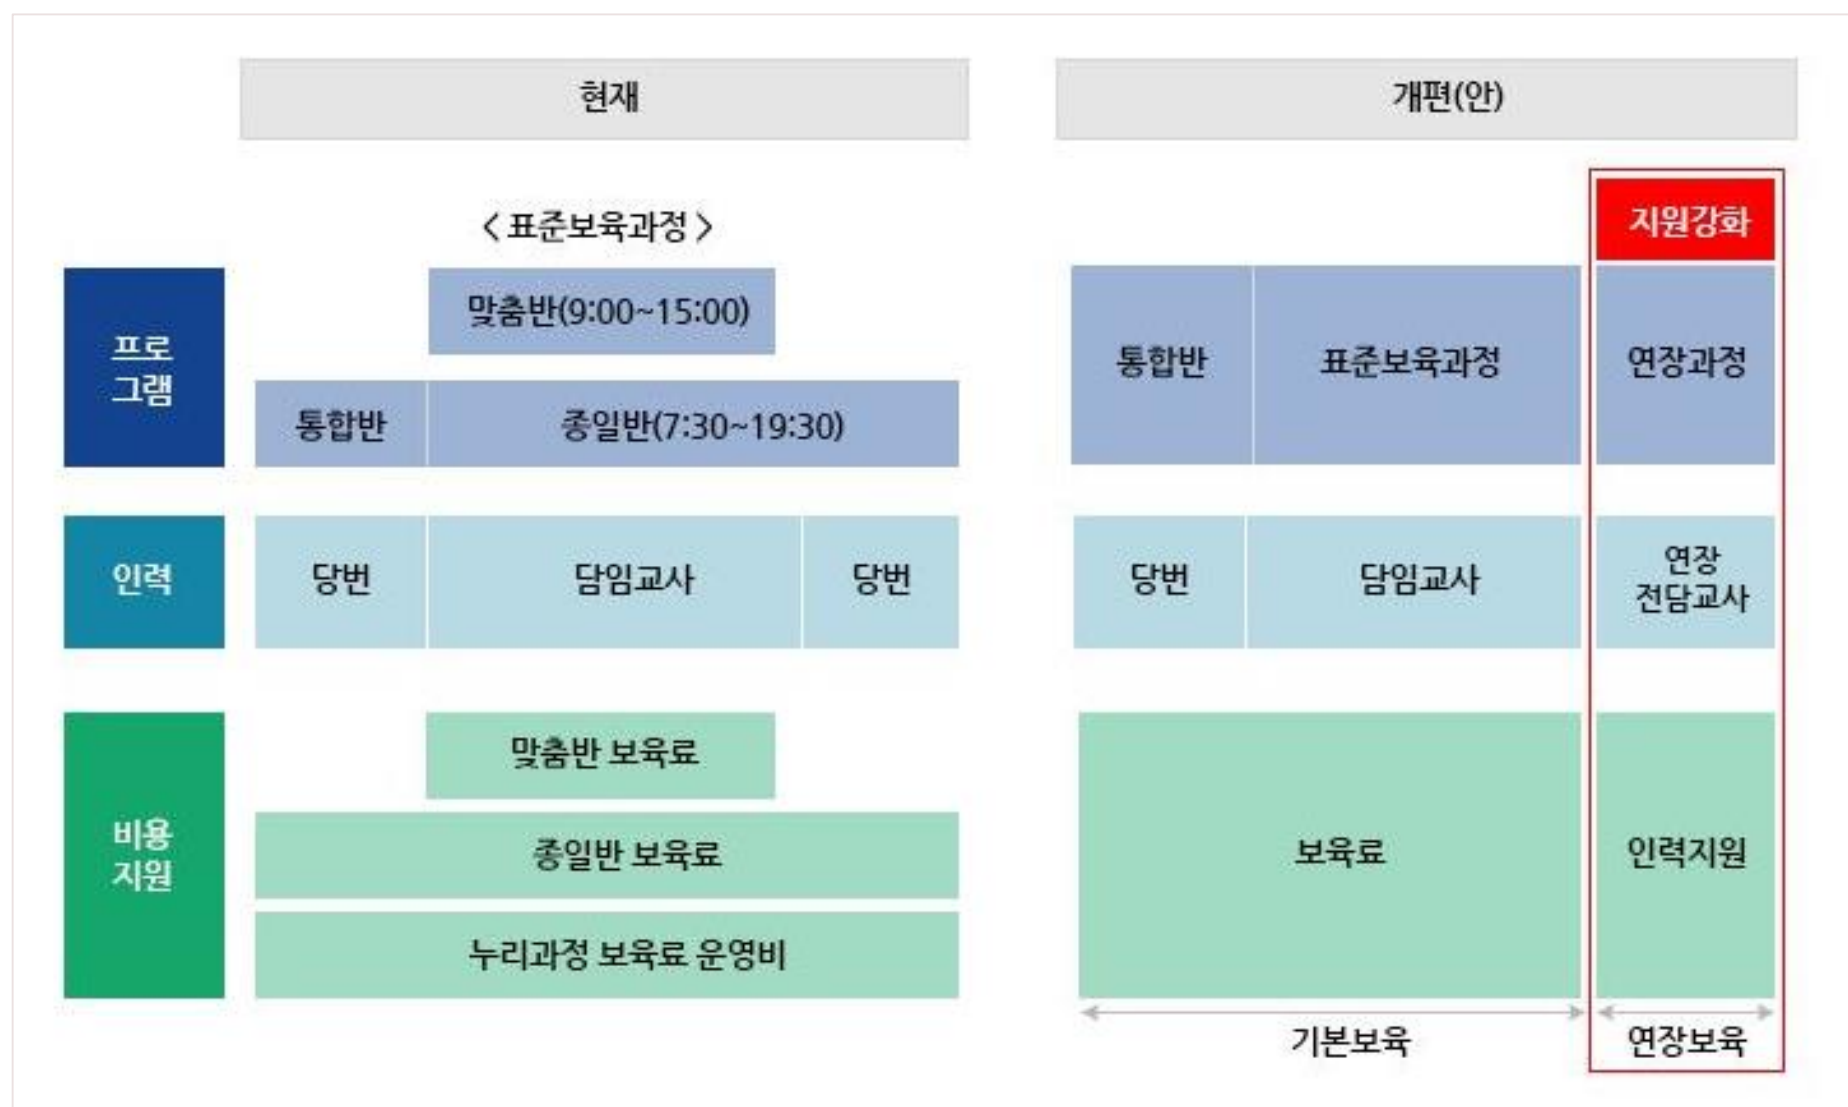 현재
개편(안)
< 표준보육과정 >
지원강화
프로
그램
맞춤반(9:00~15:00)
통합반
종일반(7:30~19:30)
통합반
표준보육과정
연장과정
인력
당번
담임교사
당번
당번
담임교사
연장
전담교사
비용
지원
맞춤반 보육료
종일반 보육료
누리과정 보육료 운영비
보육료
인력지원
기본보육
연장보육